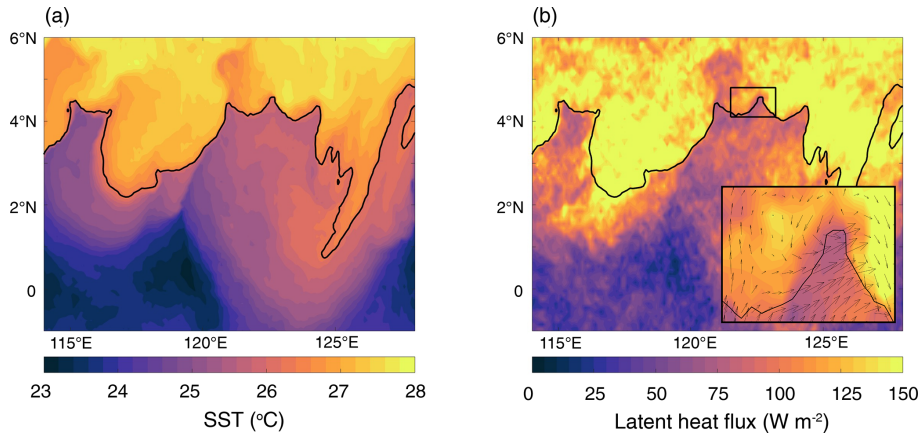 (a)
6°N
4°N
2°N
0
115°E 120°E 125°E
23 24 25 26 27 28
SST (°C)
(b)
6°N
4°N
2°N
0
115°E 120°E 125°E
0 25 50 75 100 125 150
Latent heat flux (W m⁻²)